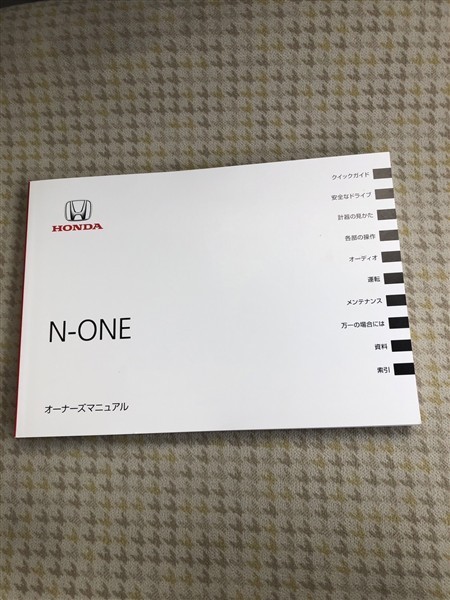 HONDA
N-ONE
オーナーズマニュアル
クイックガイド
安全なドライブ
計器の見かた
各部の操作
オーディオ
運転
メンテナンス
万一の場合には
資料
索引